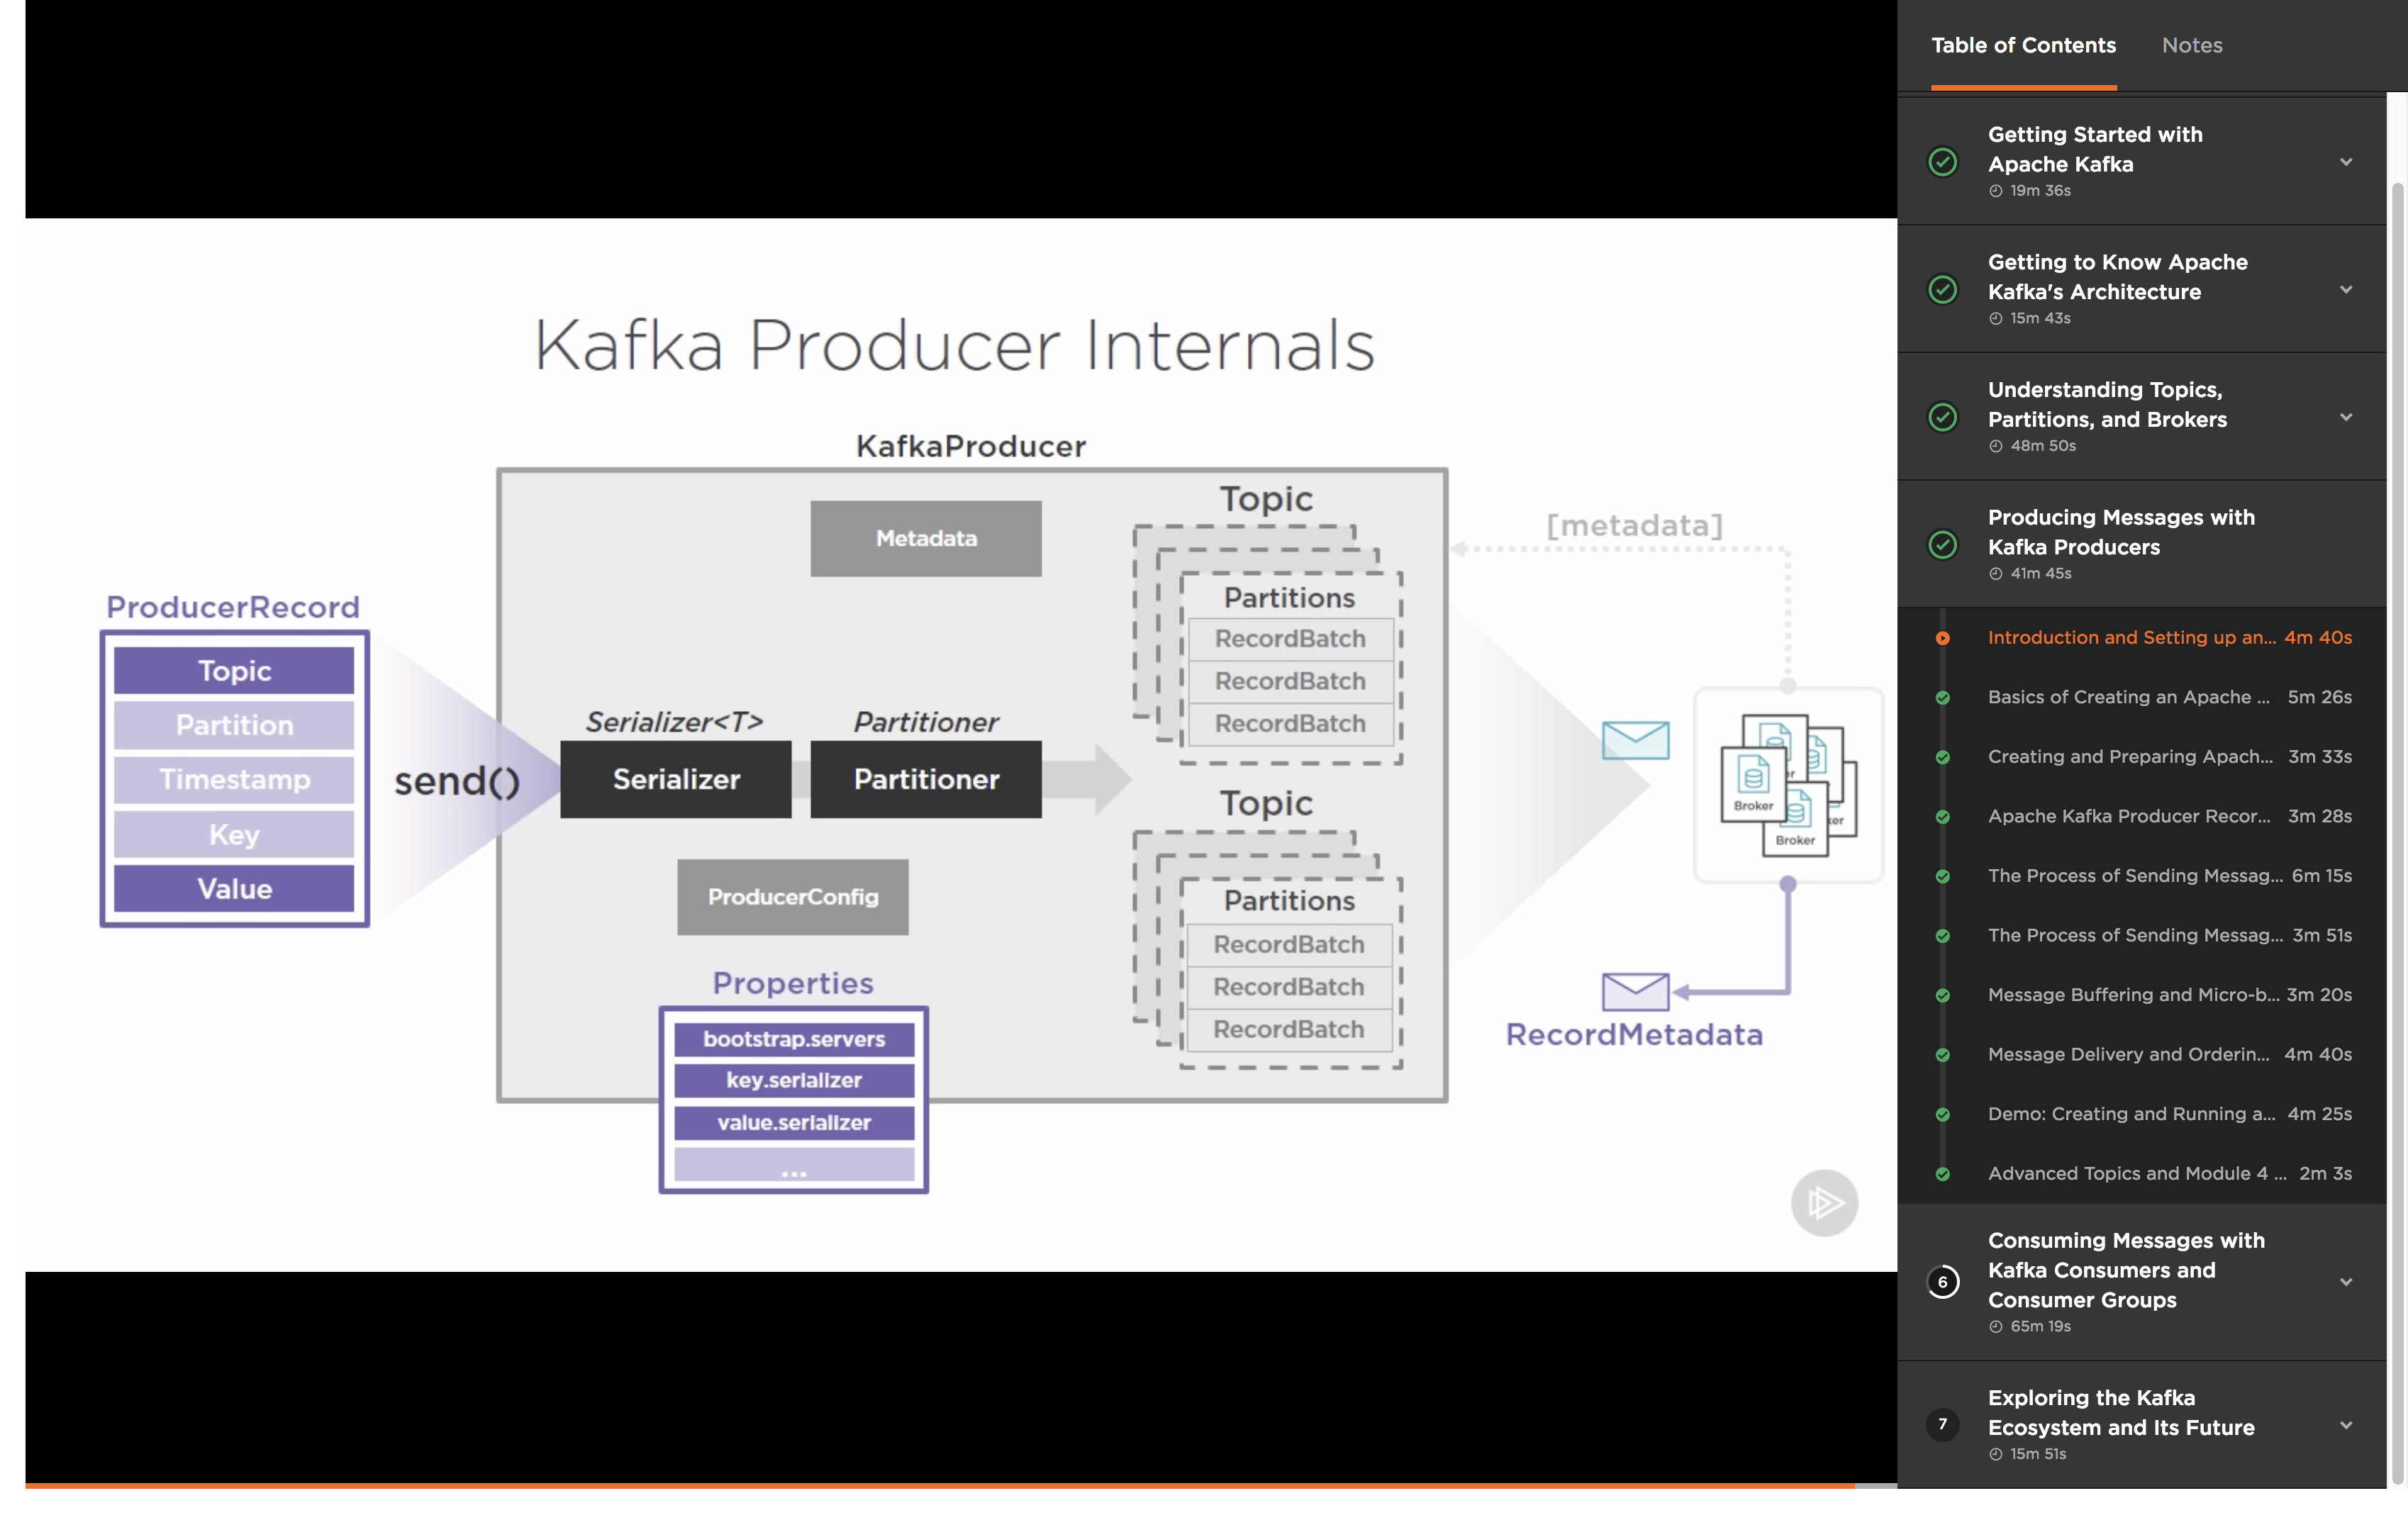 Kafka Producer Internals
KafkaProducer
Metadata
ProducerRecord
Topic
Partition
Timestamp
Key
Value
send()
Serializer<T>
Serializer
Partitioner
Partitioner
ProducerConfig
Properties
bootstrap.servers
key.serializer
value.serializer
...
Topic
Partitions
RecordBatch
RecordBatch
RecordBatch
Topic
Partitions
RecordBatch
RecordBatch
RecordBatch
[metadata]
Broker
Broker
RecordMetadata
Table of Contents
Notes
Getting Started with
Apache Kafka
19m 36s
Getting to Know Apache
Kafka's Architecture
15m 43s
Understanding Topics,
Partitions, and Brokers
48m 50s
Producing Messages with
Kafka Producers
41m 45s
Introduction and Setting up an... 4m 40s
Basics of Creating an Apache ... 5m 26s
Creating and Preparing Apach... 3m 33s
Apache Kafka Producer Recor... 3m 28s
The Process of Sending Messag... 6m 15s
The Process of Sending Messag... 3m 51s
Message Buffering and Micro-b... 3m 20s
Message Delivery and Orderin... 4m 40s
Demo: Creating and Running a... 4m 25s
Advanced Topics and Module 4 ... 2m 3s
6
Consuming Messages with
Kafka Consumers and
Consumer Groups
65m 19s
7
Exploring the Kafka
Ecosystem and Its Future
15m 51s